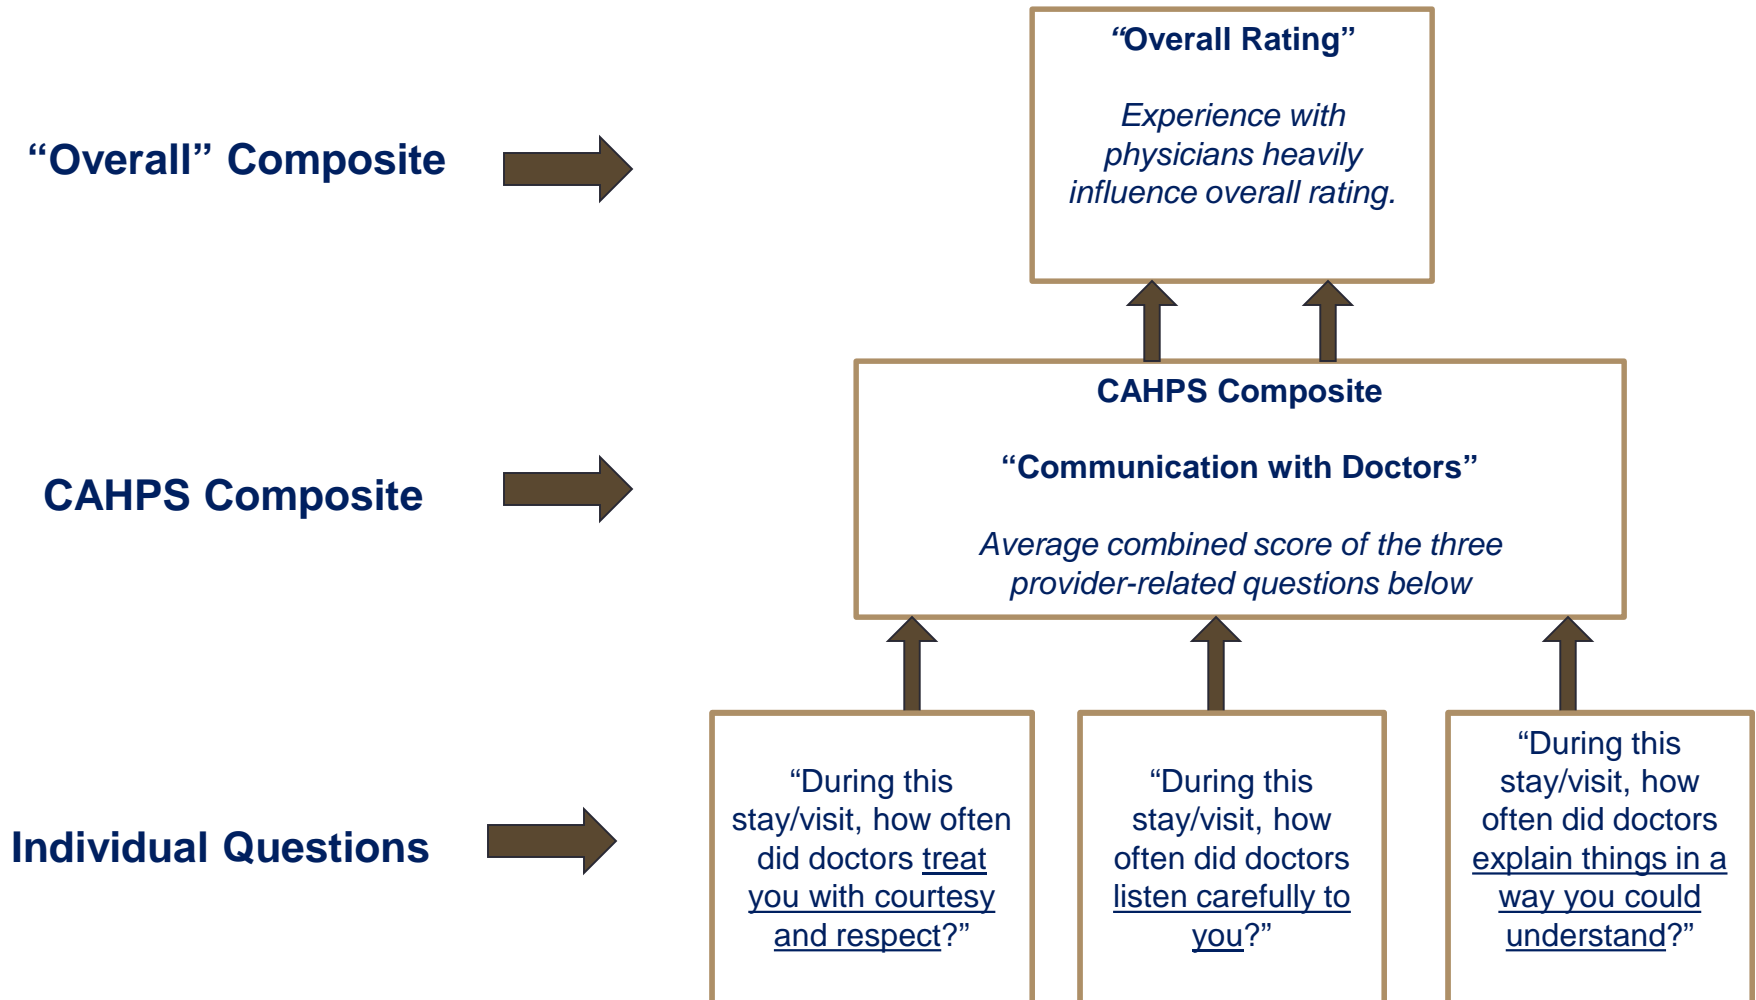 “Overall” Composite
“Overall Rating”
Experience with
physicians heavily
influence overall rating.
CAHPS Composite
CAHPS Composite
“Communication with Doctors”
Average combined score of the three
provider-related questions below
Individual Questions
“During this
stay/visit, how often
did doctors treat
you with courtesy
and respect?”
“During this
stay/visit, how
often did doctors
listen carefully to
you?”
“During this
stay/visit, how
often did doctors
explain things in a
way you could
understand?”